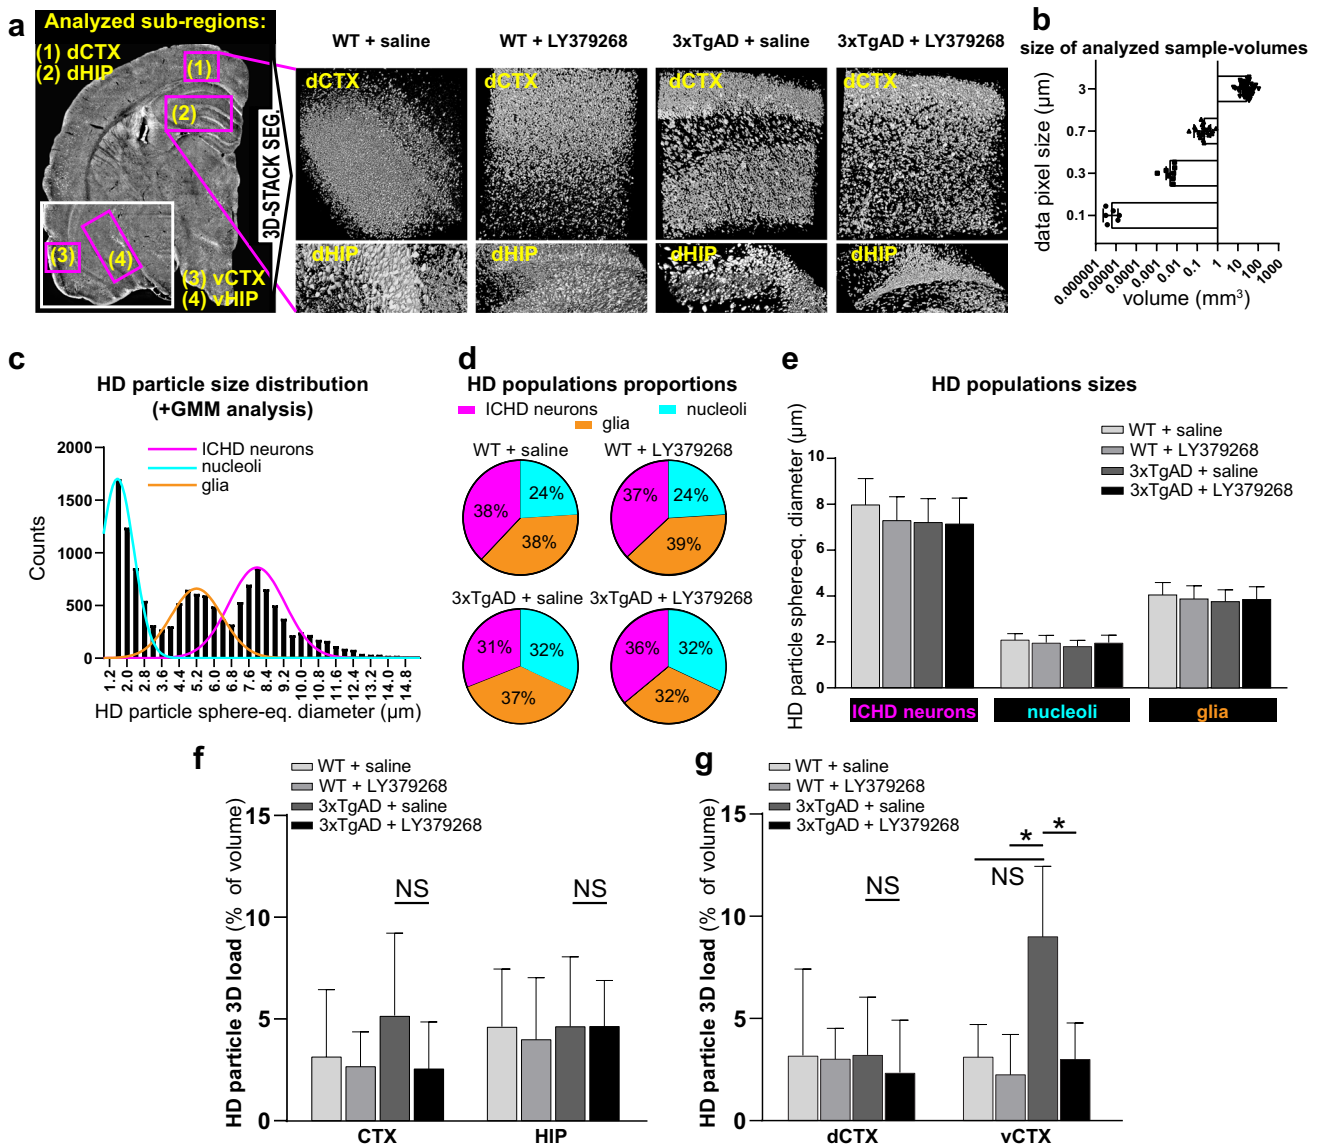 a
Analyzed sub-regions:
(1) dCTX
(2) dHIP
(1)
(2)
(3)
(4)
(3) vCTX
(4) vHIP
3D-STACK SEG.
WT + saline
WT + LY379268
3xTgAD + saline
3xTgAD + LY379268
dCTX
dCTX
dCTX
dCTX
dHIP
dHIP
dHIP
dHIP
b
size of analyzed sample-volumes
data pixel size (µm)
3
0.7
0.3
0.1
0.00001
0.00001
0.0001
0.001
0.01
0.1
1
10
100
1000
volume (mm³)
c
HD particle size distribution
(+GMM analysis)
ICHD neurons
nucleoli
glia
Counts
2000
1500
1000
500
0
1.2
2.0
2.8
3.6
4.4
5.2
6.0
6.8
7.6
8.4
9.2
10.0
10.8
11.6
12.4
13.2
14.0
14.8
HD particle sphere-eq. diameter (µm)
d
HD populations proportions
ICHD neurons
nucleoli
glia
WT + saline
WT + LY379268
38%
24%
38%
37%
24%
39%
3xTgAD + saline
3xTgAD + LY379268
31%
32%
37%
36%
32%
32%
e
HD populations sizes
WT + saline
WT + LY379268
3xTgAD + saline
3xTgAD + LY379268
HD particle sphere-eq. diameter (µm)
10
8
6
4
2
0
ICHD neurons
nucleoli
glia
f
WT + saline
WT + LY379268
3xTgAD + saline
3xTgAD + LY379268
HD particle 3D load (% of volume)
15
10
5
0
NS
NS
CTX
HIP
g
WT + saline
WT + LY379268
3xTgAD + saline
3xTgAD + LY379268
HD particle 3D load (% of volume)
15
10
5
0
NS
NS
*
*
dCTX
vCTX